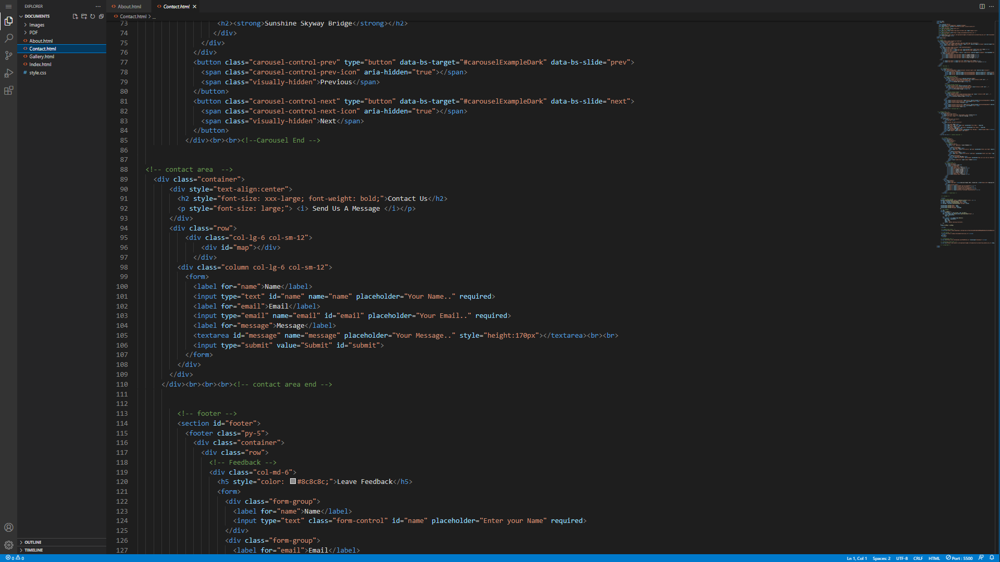 EXPLORER
DOCUMENTS
Images
PDF
About.html
Contact.html
Gallery.html
Index.html
# style.css
OUTLINE
TIMELINE
About.html
Contact.html
Contact.html > ...
73 <h2><strong>Sunshine Skyway Bridge</strong></h2>
74 </div>
75 </div>
76 </div>
77 <button class="carousel-control-prev" type="button" data-bs-target="#carouselExampleDark" data-bs-slide="prev">
78 <span class="carousel-control-prev-icon" aria-hidden="true"></span>
79 <span class="visually-hidden">Previous</span>
80 </button>
81 <button class="carousel-control-next" type="button" data-bs-target="#carouselExampleDark" data-bs-slide="next">
82 <span class="carousel-control-next-icon" aria-hidden="true"></span>
83 <span class="visually-hidden">Next</span>
84 </button>
85 </div><br><br><!--Carousel End -->
86
87
88 <!-- contact area  -->
89 <div class="container">
90 <div style="text-align:center">
91 <h2 style="font-size: xxx-large; font-weight: bold;">Contact Us</h2>
92 <p style="font-size: large;"> <i> Send Us A Message </i></p>
93 </div>
94 <div class="row">
95 <div class="col-lg-6 col-sm-12">
96 <div id="map"></div>
97 </div>
98 <div class="column col-lg-6 col-sm-12">
99 <form>
100 <label for="name">Name</label>
101 <input type="text" id="name" name="name" placeholder="Your Name.." required>
102 <label for="email">Email</label>
103 <input type="email" name="email" id="email" placeholder="Your Email.." required>
104 <label for="message">Message</label>
105 <textarea id="message" name="message" placeholder="Your Message.." style="height:170px"></textarea><br><br>
106 <input type="submit" value="Submit" id="submit">
107 </form>
108 </div>
109 </div>
110 </div><br><br><br><!-- contact area end -->
111
112
113 <!-- footer -->
114 <section id="footer">
115 <footer class="py-5">
116 <div class="container">
117 <div class="row">
118 <!-- Feedback -->
119 <div class="col-md-6">
120 <h5 style="color: #8c8c8c;">Leave Feedback</h5>
121 <form>
122 <div class="form-group">
123 <label for="name">Name</label>
124 <input type="text" class="form-control" id="name" placeholder="Enter your Name" required>
125 </div>
126 <div class="form-group">
127 <label for="email">Email</label>
0 0 Ln 1, Col 1 Spaces: 2 UTF-8 CRLF HTML Port : 5500